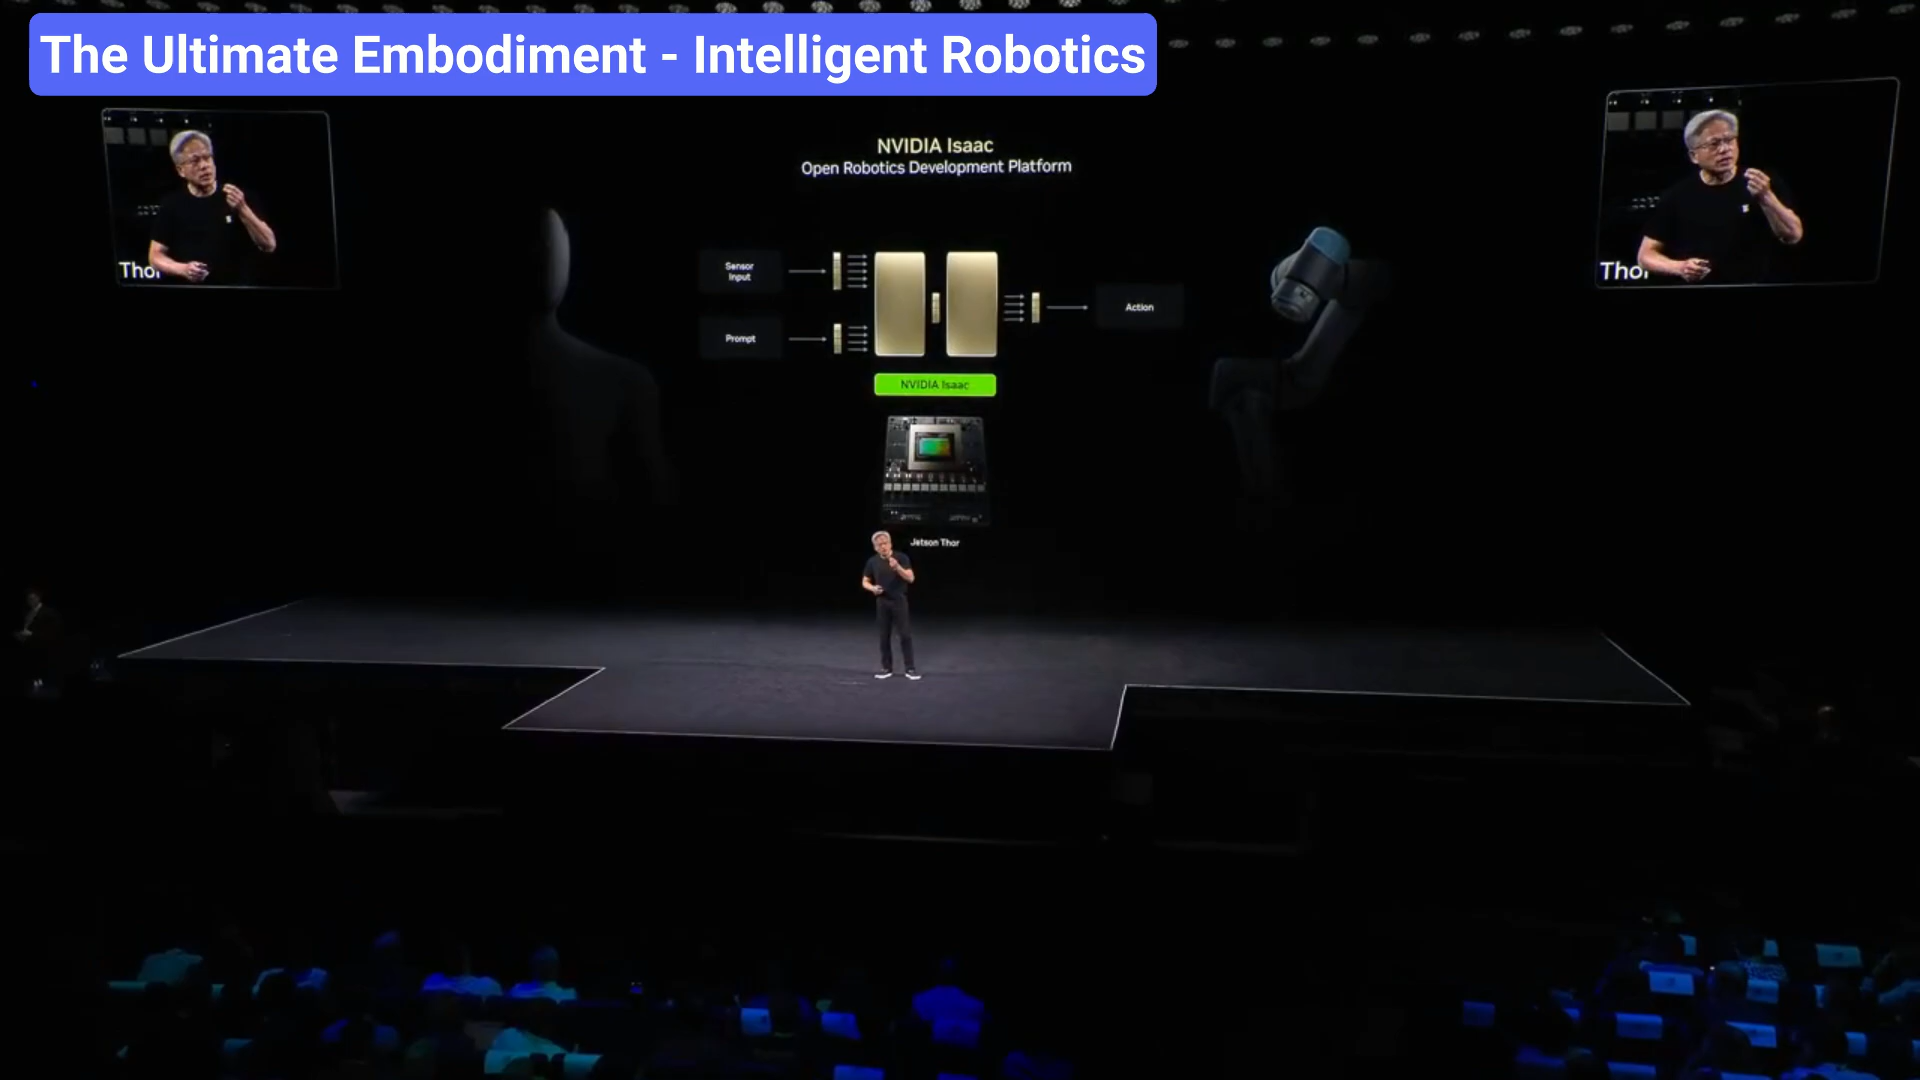 The Ultimate Embodiment - Intelligent Robotics
NVIDIA Isaac
Open Robotics Development Platform
Sensor
Input
Prompt
Action
NVIDIA Isaac
Jetson Thor
Thor
Thor